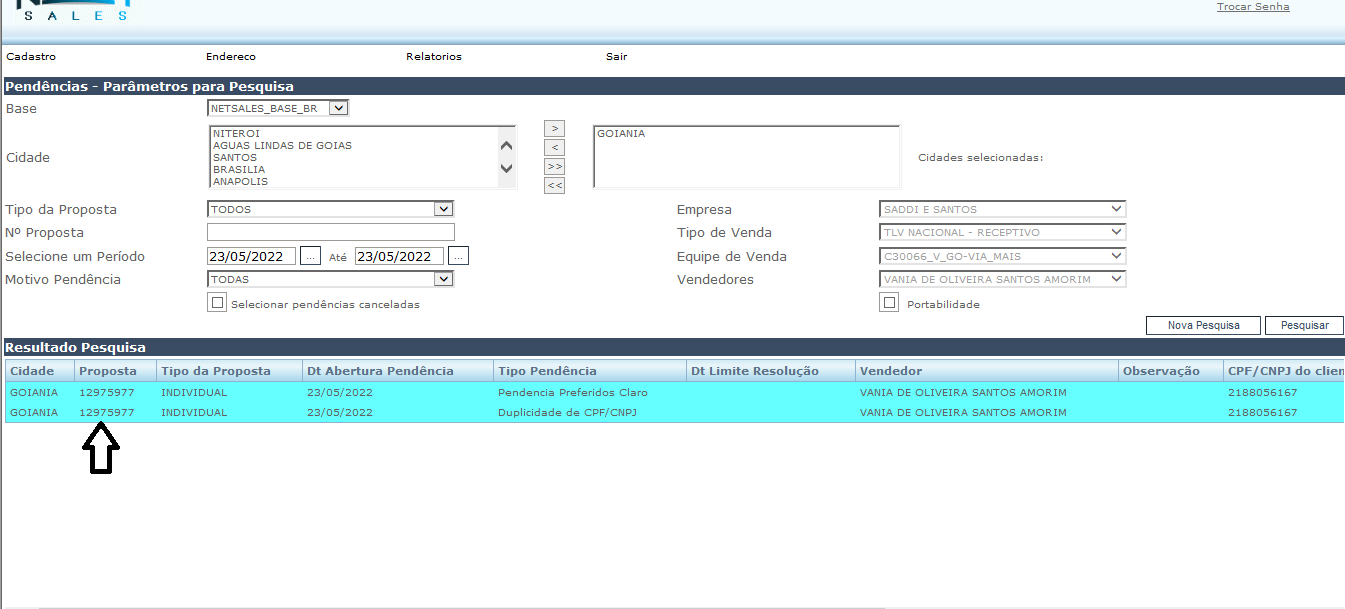 SALES
Trocar Senha
Cadastro Endereco Relatorios Sair
Pendências - Parâmetros para Pesquisa
Base NETSALES_BASE_BR
Cidade
NITEROI
AGUAS LINDAS DE GOIAS
SANTOS
BRASILIA
ANAPOLIS
>
<
>>
<<
GOIANIA
Cidades selecionadas:
Tipo da Proposta TODOS Empresa SADDI E SANTOS
Nº Proposta Tipo de Venda TLV NACIONAL - RECEPTIVO
Selecione um Período 23/05/2022 ... Até 23/05/2022 ... Equipe de Venda C30066_V_GO-VIA_MAIS
Motivo Pendência TODAS Vendedores VANIA DE OLIVEIRA SANTOS AMORIM
Selecionar pendências canceladas Portabilidade
Nova Pesquisa Pesquisar
Resultado Pesquisa
Cidade Proposta Tipo da Proposta Dt Abertura Pendência Tipo Pendência Dt Limite Resolução Vendedor Observação CPF/CNPJ do clien
GOIANIA 12975977 INDIVIDUAL 23/05/2022 Pendencia Preferidos Claro VANIA DE OLIVEIRA SANTOS AMORIM 2188056167
GOIANIA 12975977 INDIVIDUAL 23/05/2022 Duplicidade de CPF/CNPJ VANIA DE OLIVEIRA SANTOS AMORIM 2188056167